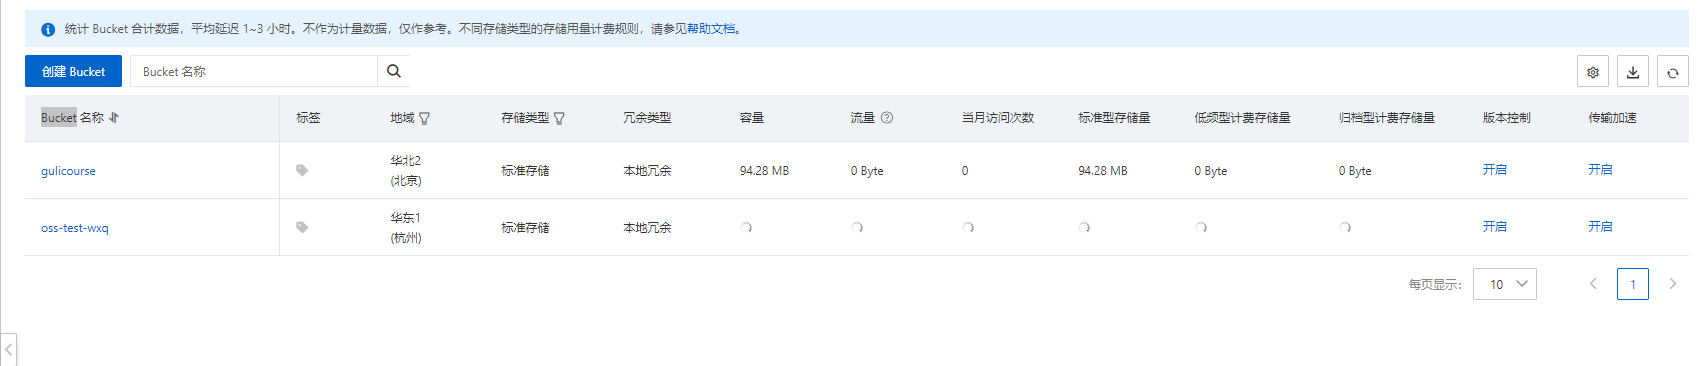 统计 Bucket 合计数据，平均延迟 1~3 小时。不作为计量数据，仅作参考。不同存储类型的存储用量计费规则，请参见帮助文档。
创建 Bucket Bucket 名称
Bucket 名称 标签 地域 存储类型 冗余类型 容量 流量 当月访问次数 标准型存储量 低频型计费存储量 归档型计费存储量 版本控制 传输加速
gulicourse 华北2 (北京) 标准存储 本地冗余 94.28 MB 0 Byte 0 94.28 MB 0 Byte 0 Byte 开启 开启
oss-test-wxq 华东1 (杭州) 标准存储 本地冗余 开启 开启
每页显示： 10 1